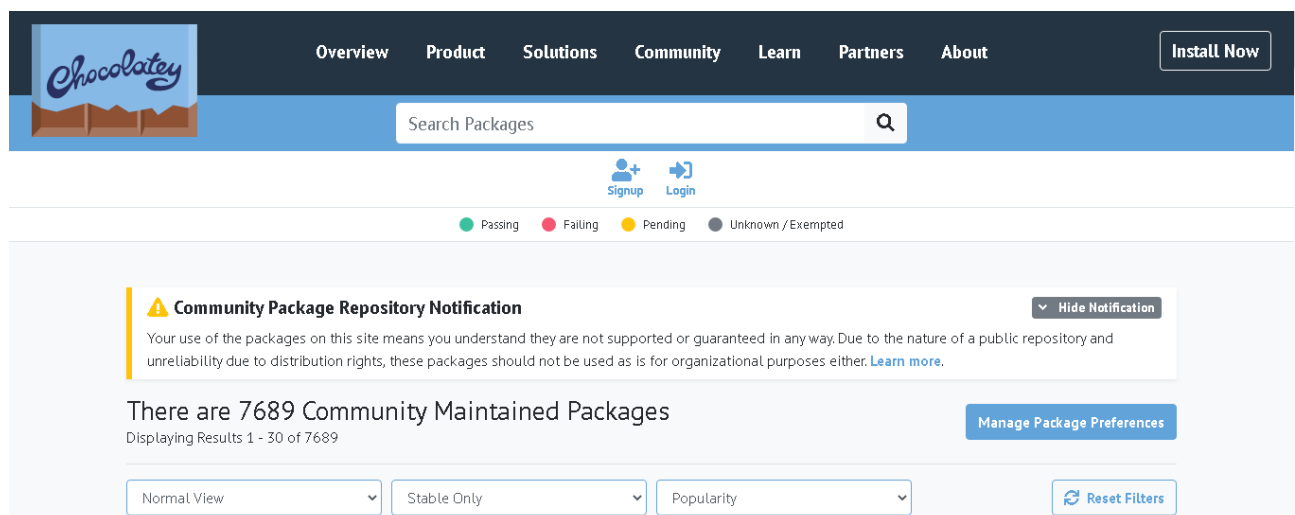 Chocolatey
Overview Product Solutions Community Learn Partners About Install Now
Search Packages
Signup Login
Passing Failing Pending Unknown / Exempted
Community Package Repository Notification Hide Notification
Your use of the packages on this site means you understand they are not supported or guaranteed in any way. Due to the nature of a public repository and
unreliability due to distribution rights, these packages should not be used as is for organizational purposes either. Learn more.
There are 7689 Community Maintained Packages
Manage Package Preferences
Displaying Results 1 - 30 of 7689
Normal View Stable Only Popularity Reset Filters